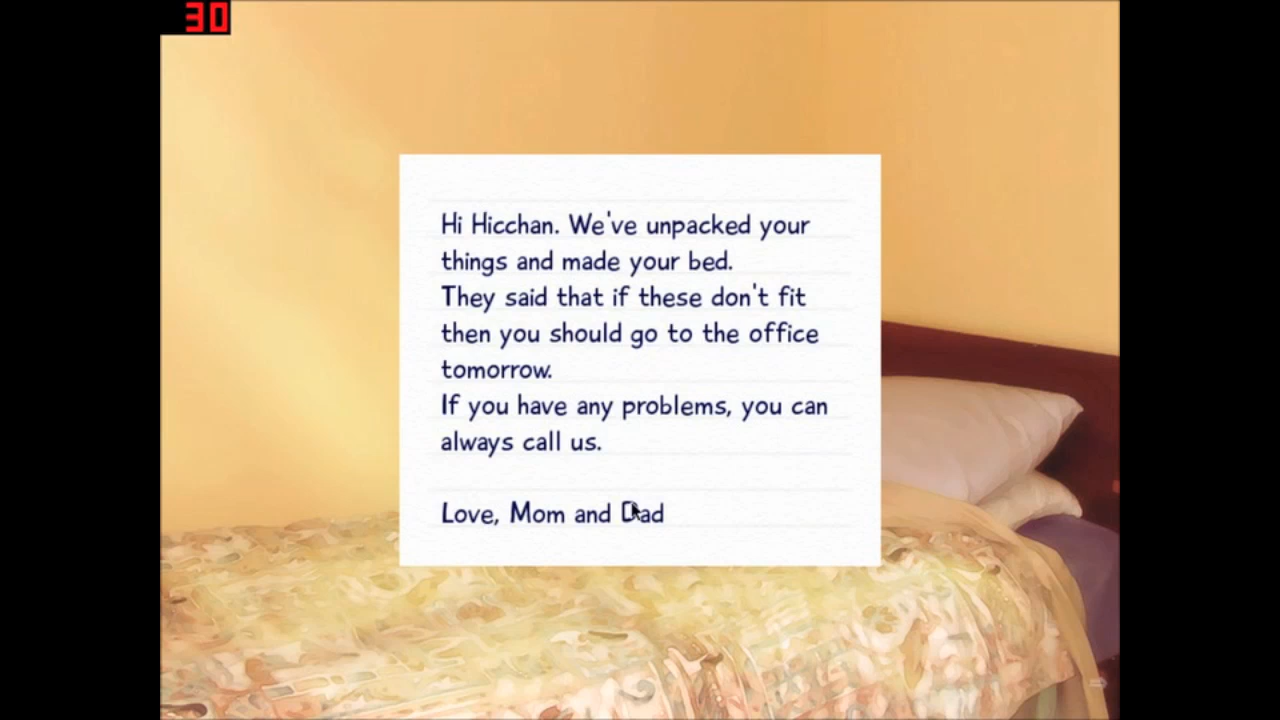 30
Hi Hicchan. We've unpacked your
things and made your bed.
They said that if these don't fit
then you should go to the office
tomorrow.
If you have any problems, you can
always call us.
Love, Mom and Dad